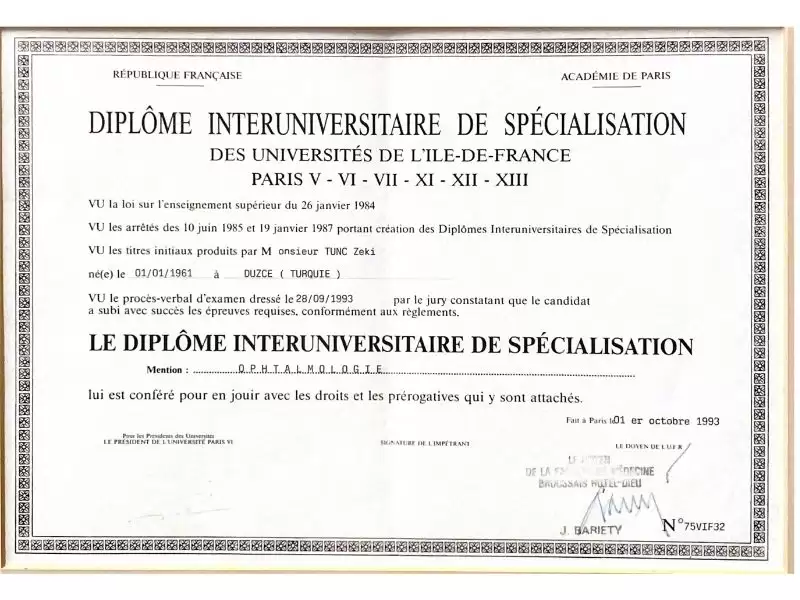 RÉPUBLIQUE FRANÇAISE
ACADÉMIE DE PARIS
DIPLÔME INTERUNIVERSITAIRE DE SPÉCIALISATION
DES UNIVERSITÉS DE L'ILE-DE-FRANCE
PARIS V - VI - VII - XI - XII - XIII
VU la loi sur l'enseignement supérieur du 26 janvier 1984
VU les arrêtés des 10 juin 1985 et 19 janvier 1987 portant création des Diplômes Interuniversitaires de Spécialisation
VU les titres initiaux produits par M onsieur TUNC Zeki
né(e) le 01/01/1961 à DUZCE ( TURQUIE )
VU le procès-verbal d'examen dressé le 28/09/1993 par le jury constatant que le candidat
a subi avec succès les épreuves requises, conformément aux règlements.
LE DIPLÔME INTERUNIVERSITAIRE DE SPÉCIALISATION
Mention : OPHTALMOLOGIE
lui est conféré pour en jouir avec les droits et les prérogatives qui y sont attachés.
Fait à Paris le 01 er octobre 1993
Pour les Présidents des Universités
LE PRÉSIDENT DE L'UNIVERSITÉ PARIS VI
SIGNATURE DE L'IMPÉTRANT
LE DOYEN DE L'U F R
DE LA MÉDECINE
BROUSSAIS HOTEL-DIEU
J. BARIETY
N° 75VIF32